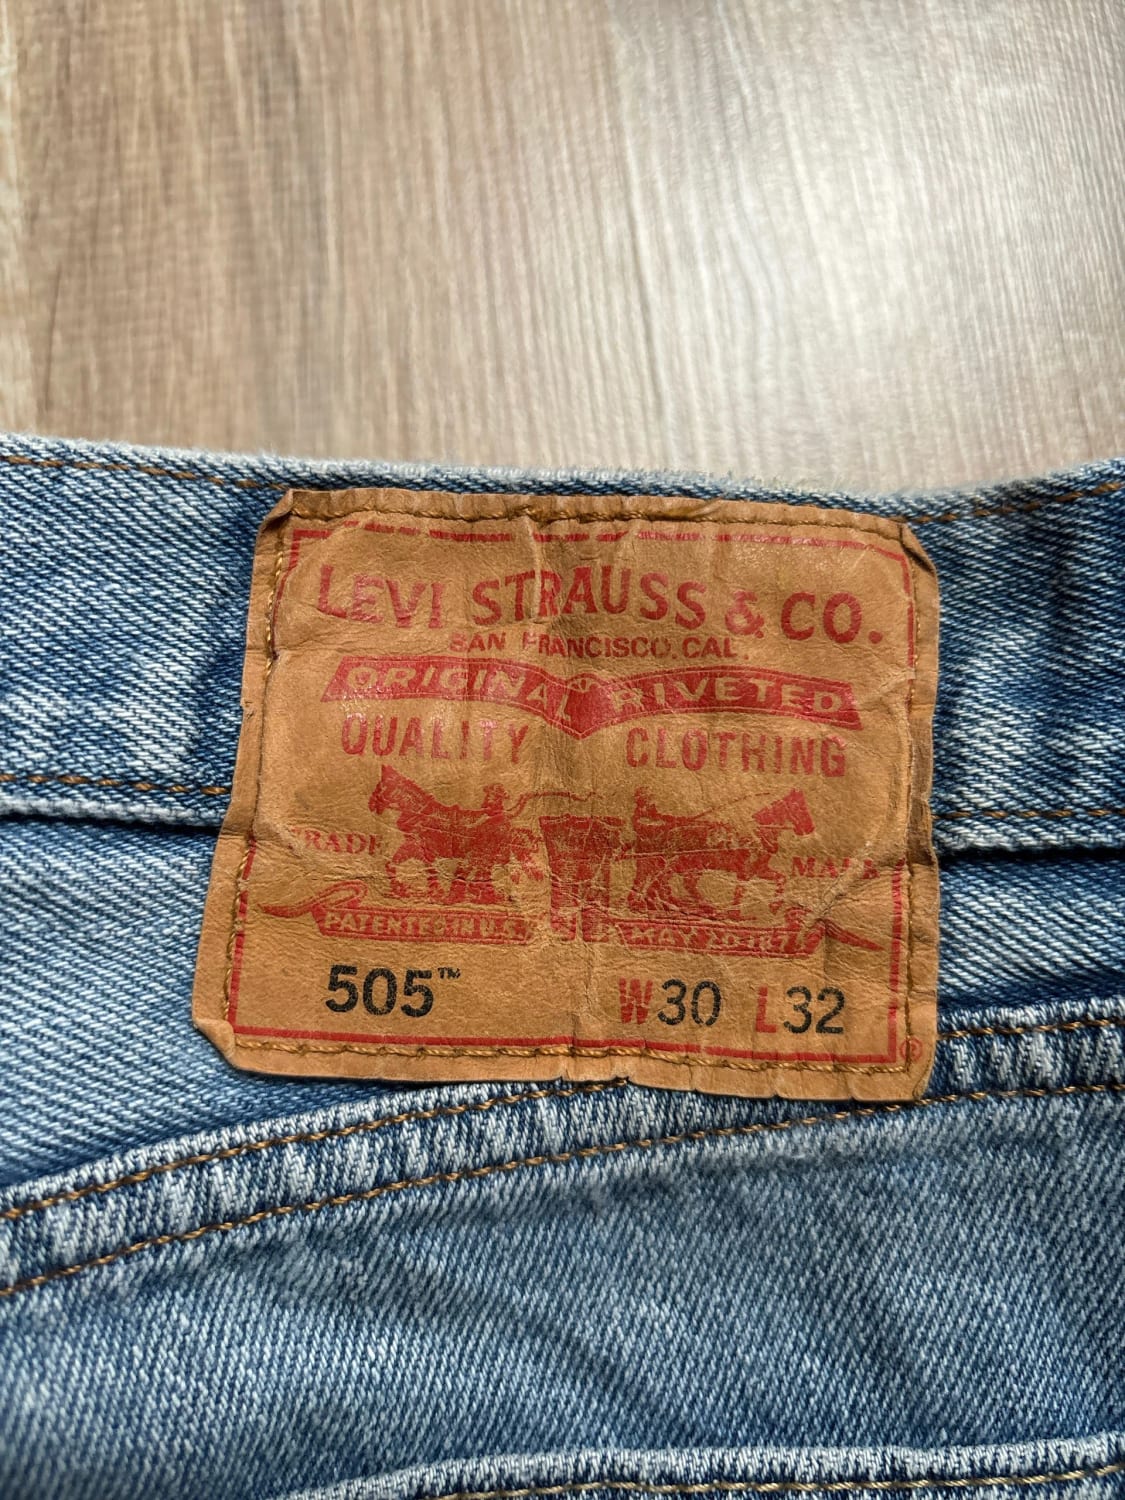 LEVI STRAUSS & CO.
SAN FRANCISCO, CAL.
ORIGINAL RIVETED
QUALITY CLOTHING
TRADE MARK
PATENTED IN U.S. MAY 20 187
505™ W30 L32
®